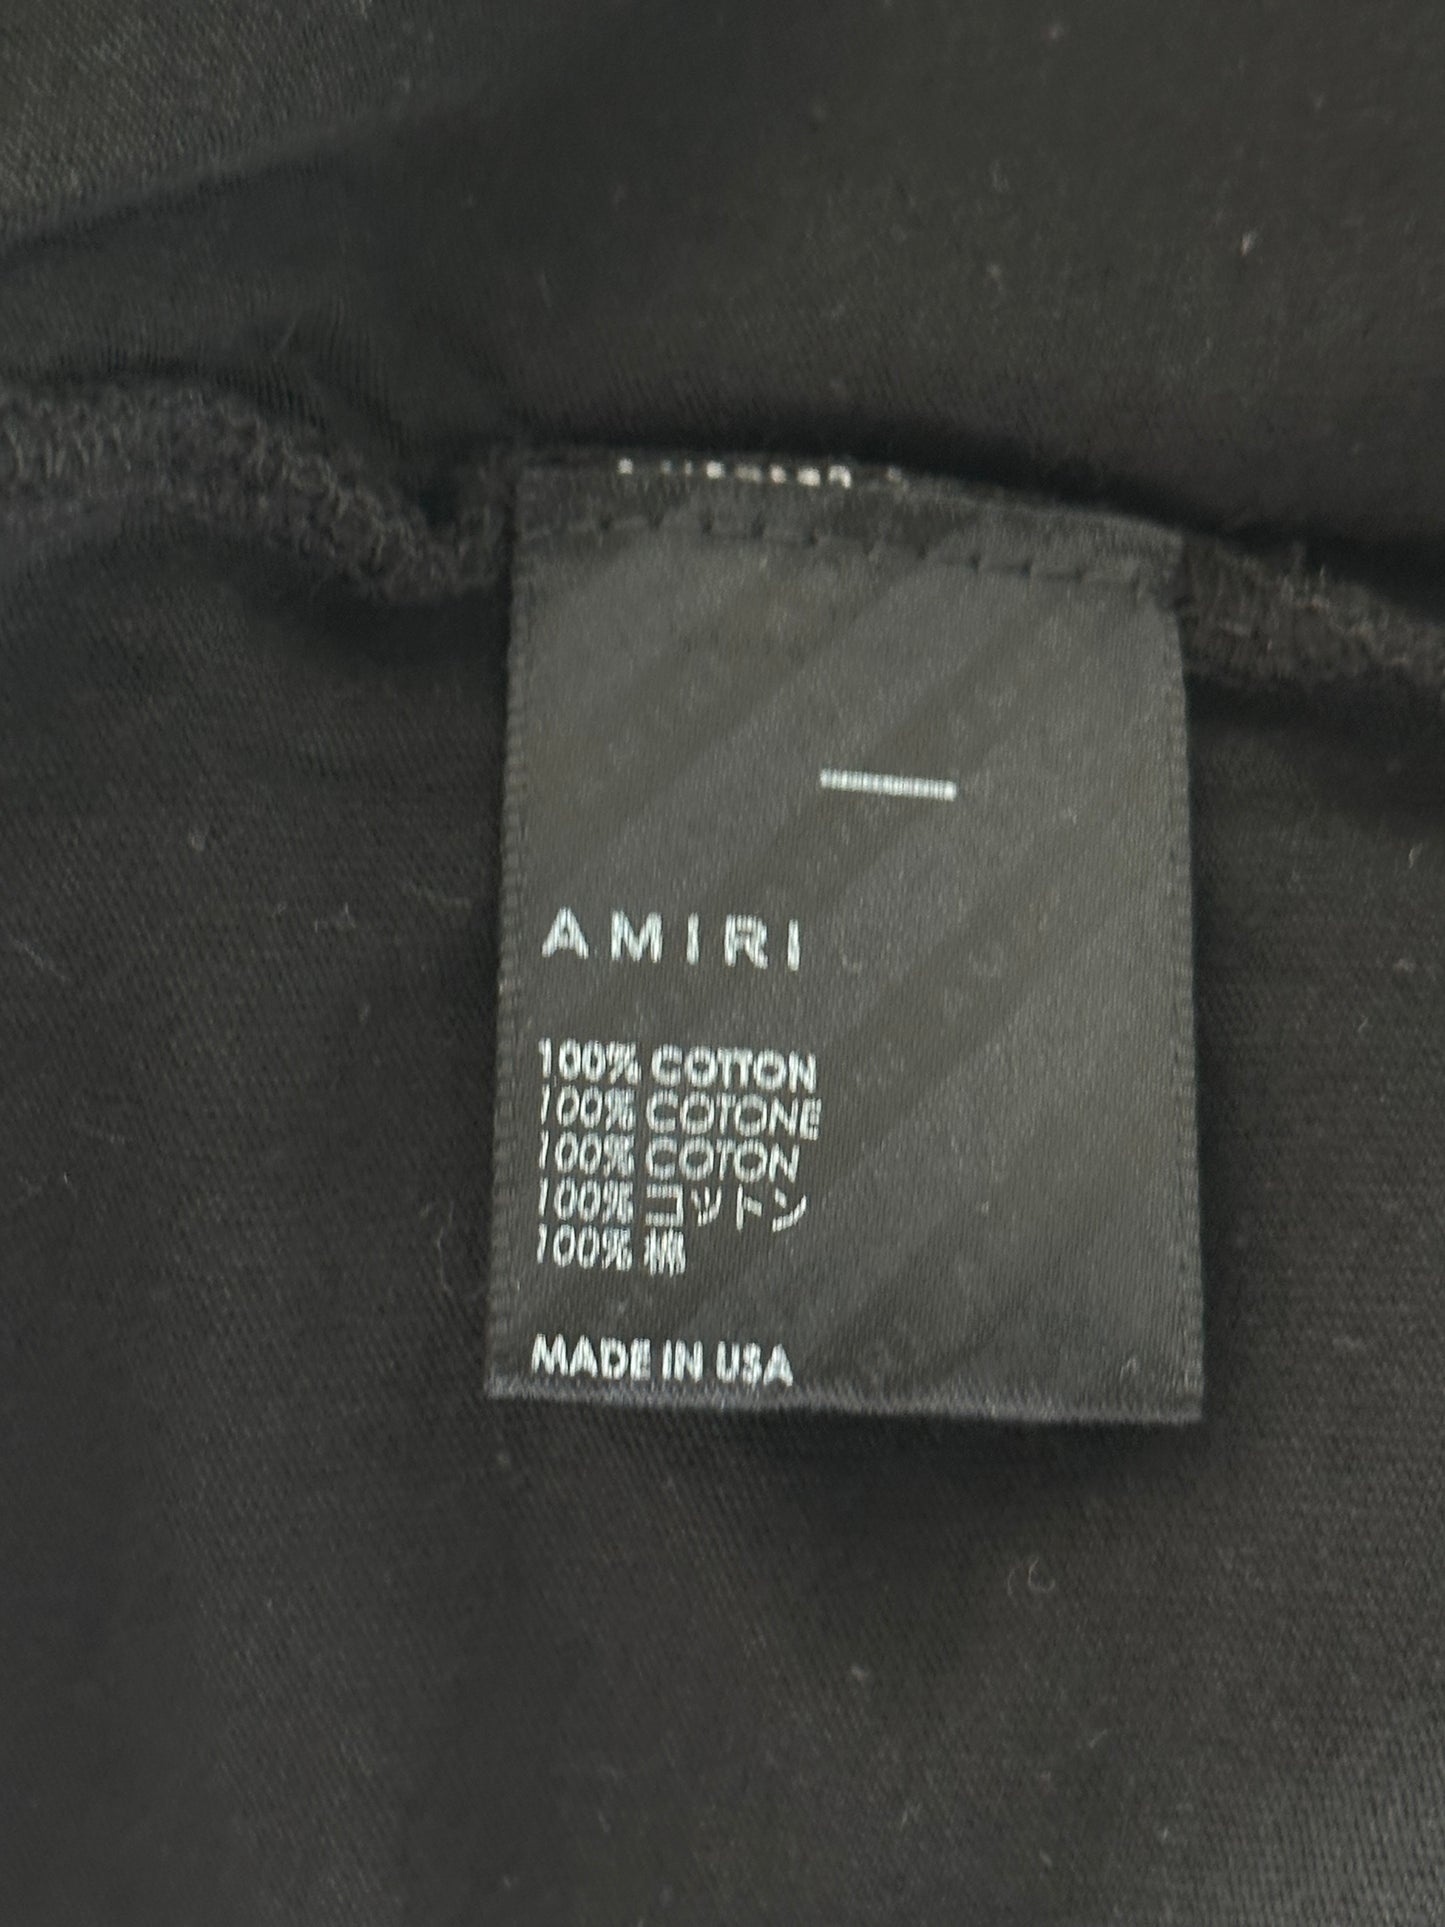 AMIRI
100% COTTON
100% COTONE
100% COTON
100% コットン
100% 棉
MADE IN USA